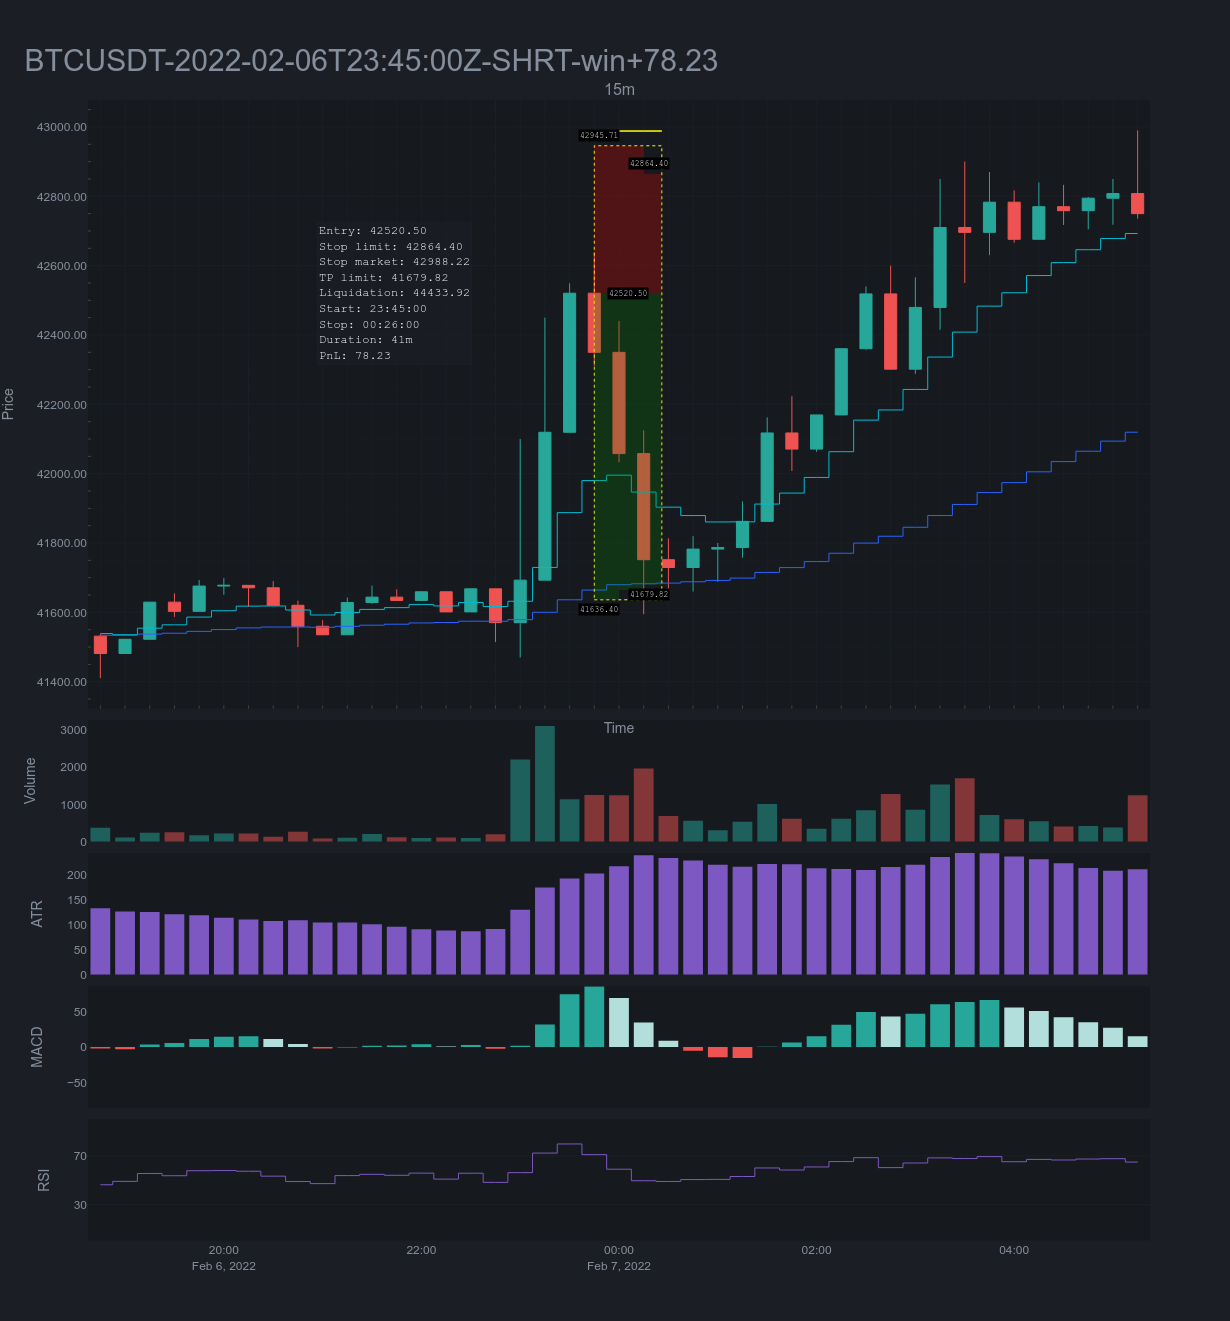 BTCUSDT-2022-02-06T23:45:00Z-SHRT-win+78.23
15m
43000.00
42800.00
42600.00
42400.00
42200.00
42000.00
41800.00
41600.00
41400.00
Price
42945.71
42864.40
42520.50
41679.82
41636.40
Entry: 42520.50
Stop limit: 42864.40
Stop market: 42988.22
TP limit: 41679.82
Liquidation: 44433.92
Start: 23:45:00
Stop: 00:26:00
Duration: 41m
PnL: 78.23
Time
3000
2000
1000
0
Volume
200
150
100
50
0
ATR
50
0
−50
MACD
70
30
RSI
20:00
22:00
00:00
02:00
04:00
Feb 6, 2022
Feb 7, 2022